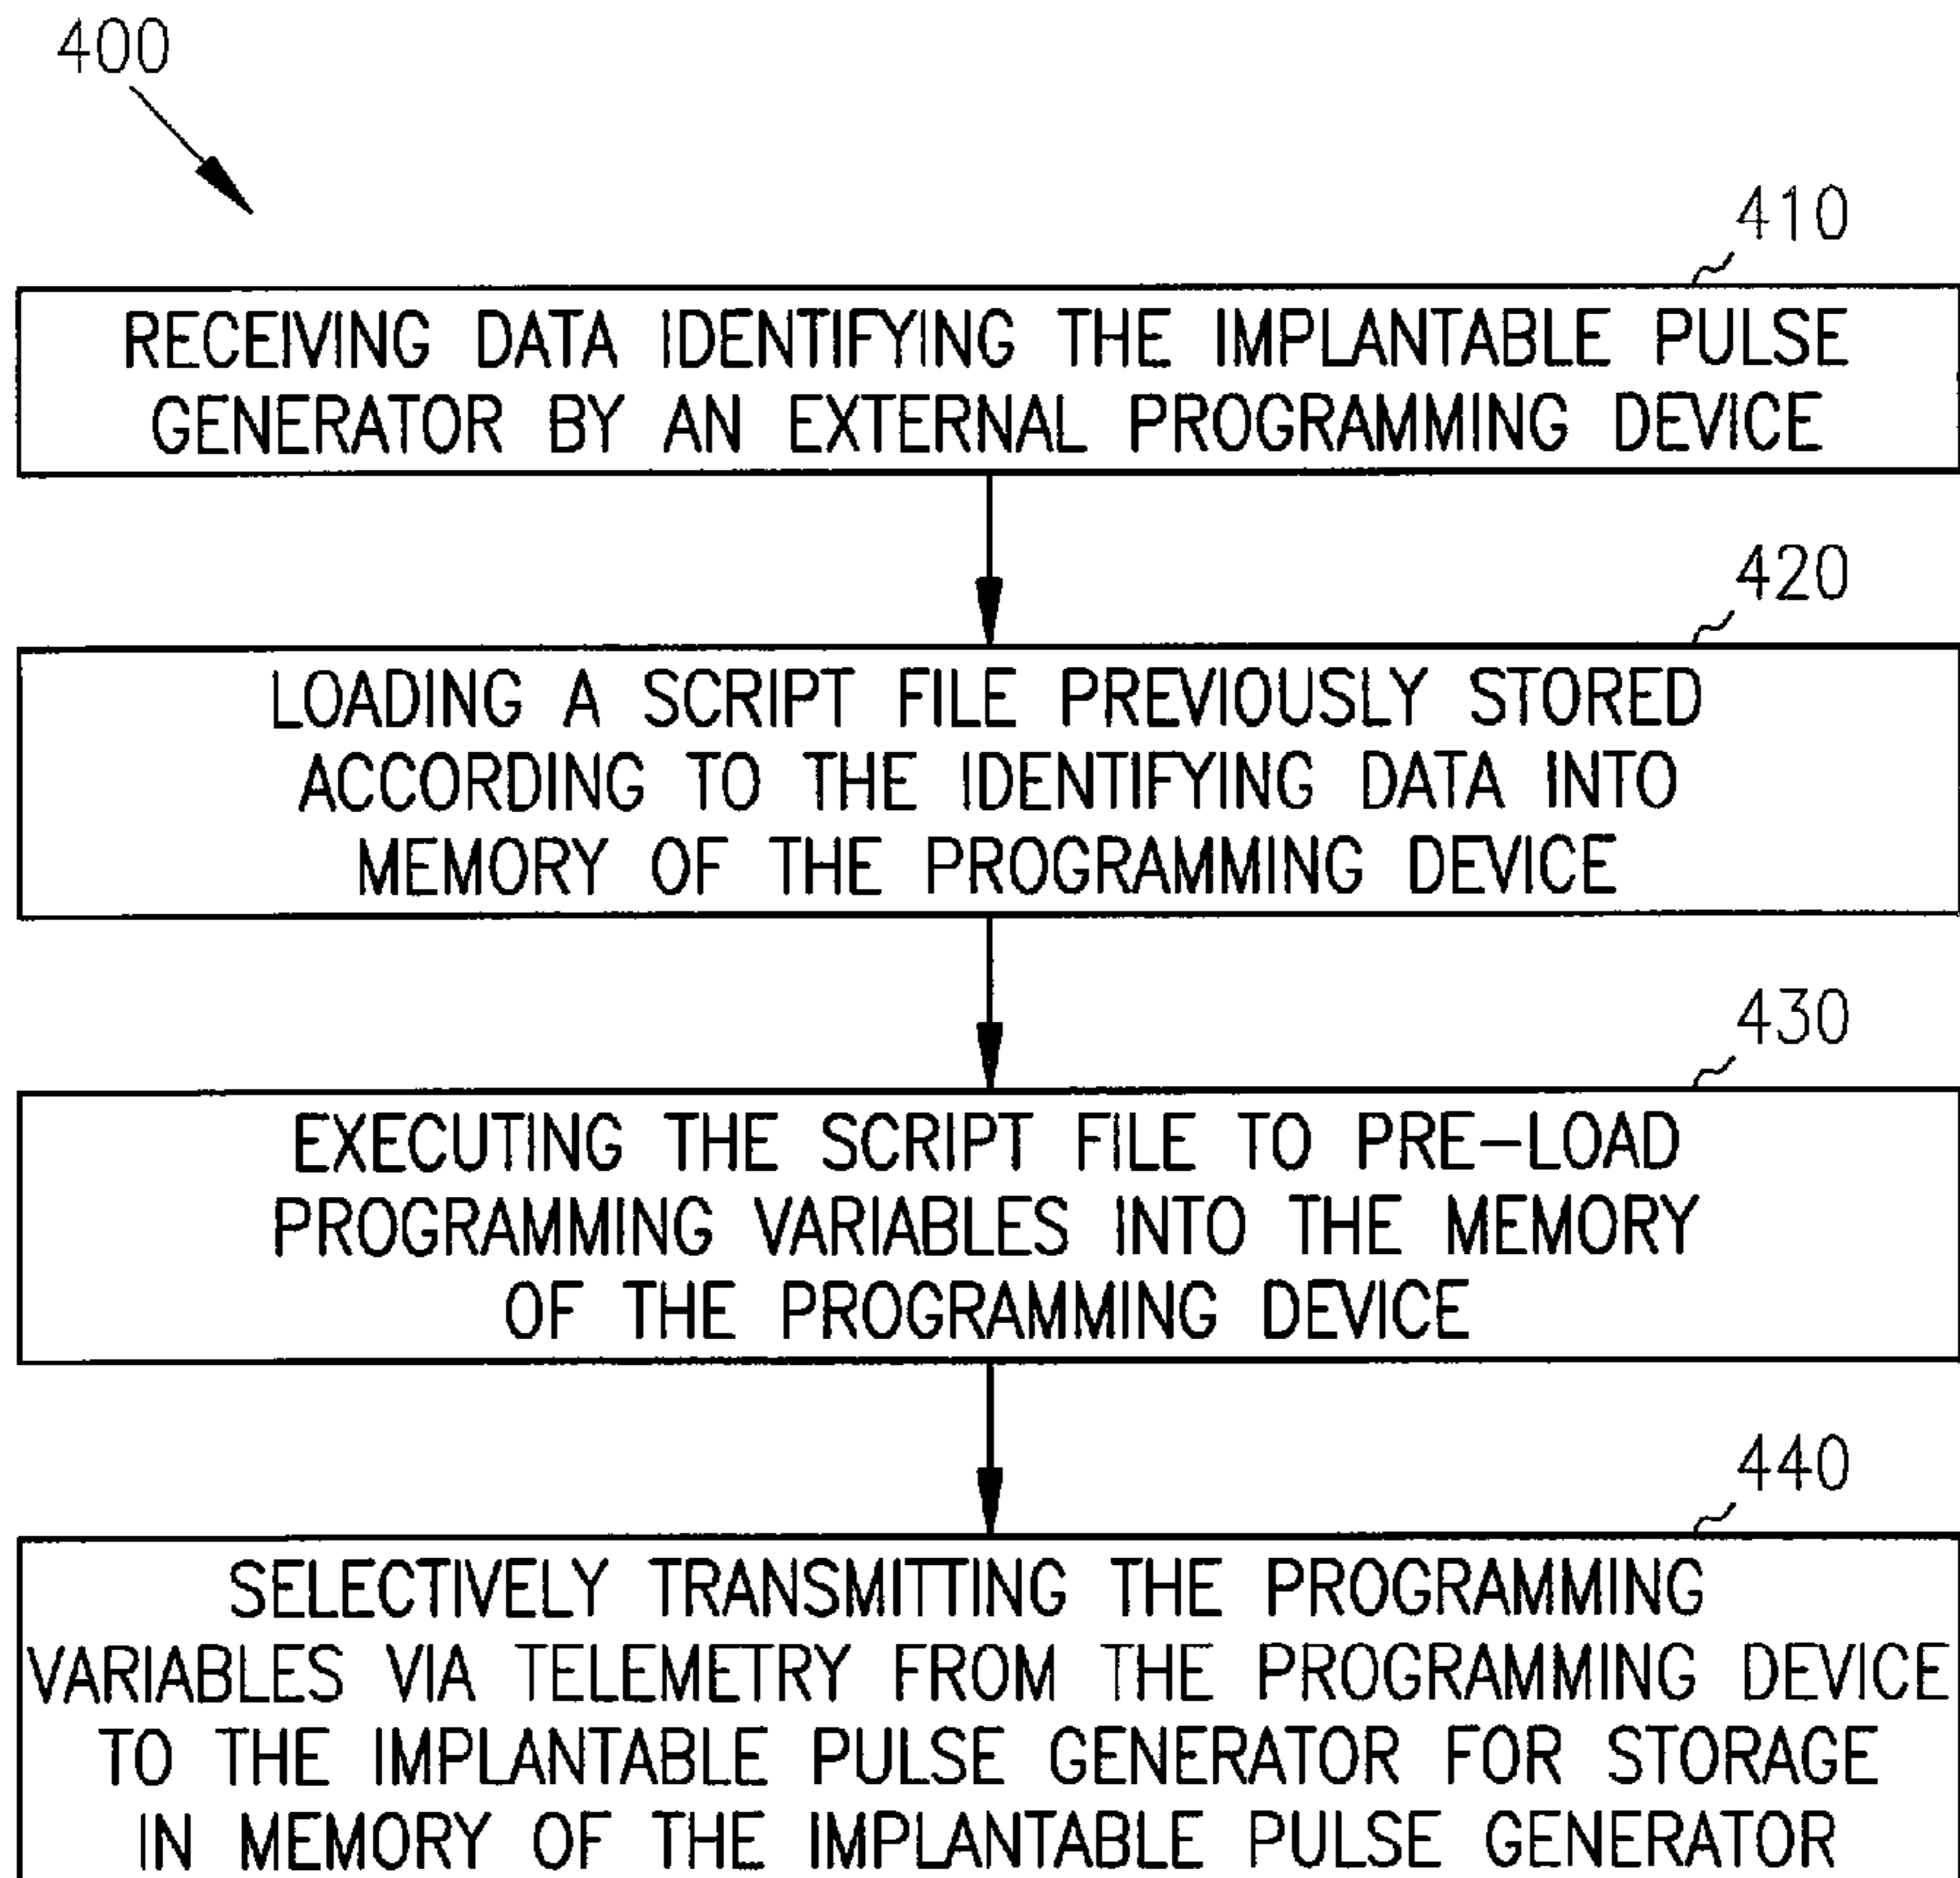 400
410
RECEIVING DATA IDENTIFYING THE IMPLANTABLE PULSE
GENERATOR BY AN EXTERNAL PROGRAMMING DEVICE
420
LOADING A SCRIPT FILE PREVIOUSLY STORED
ACCORDING TO THE IDENTIFYING DATA INTO
MEMORY OF THE PROGRAMMING DEVICE
430
EXECUTING THE SCRIPT FILE TO PRE-LOAD
PROGRAMMING VARIABLES INTO THE MEMORY
OF THE PROGRAMMING DEVICE
440
SELECTIVELY TRANSMITTING THE PROGRAMMING
VARIABLES VIA TELEMETRY FROM THE PROGRAMMING DEVICE
TO THE IMPLANTABLE PULSE GENERATOR FOR STORAGE
IN MEMORY OF THE IMPLANTABLE PULSE GENERATOR